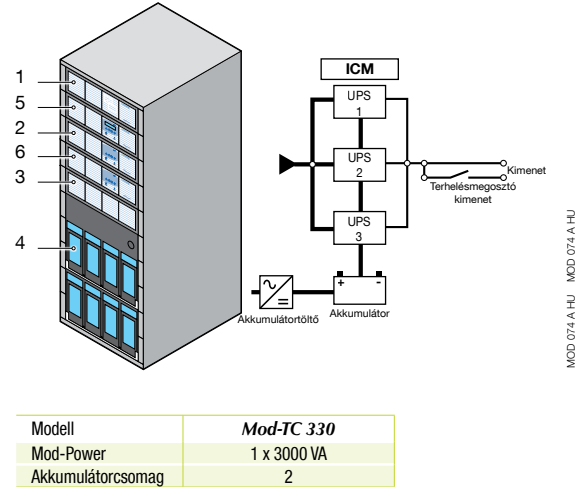 1
5
2
6
3
4
ICM
UPS
1
UPS
2
UPS
3
Kimenet
Terhelésmegosztó
kimenet
+ -
Akkumulátortöltő
Akkumulátor
MOD 074 A HU MOD 074 A HU
Modell Mod-TC 330
Mod-Power 1 x 3000 VA
Akkumulátorcsomag 2